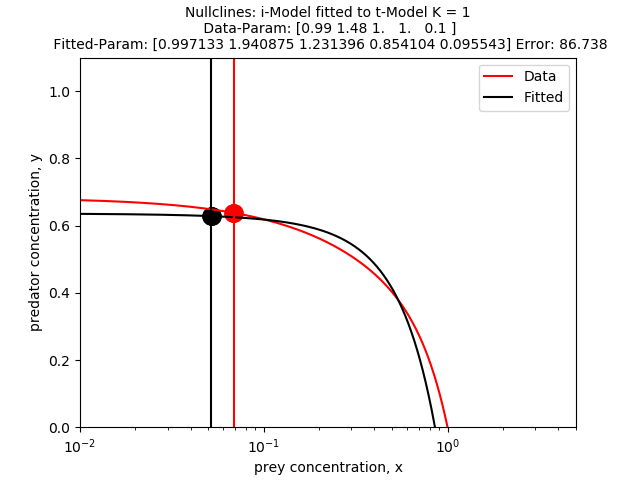 Nullclines: i-Model fitted to t-Model K = 1
Data-Param: [0.99 1.48 1.   1.   0.1 ]
Fitted-Param: [0.997133 1.940875 1.231396 0.854104 0.095543] Error: 86.738
Data
Fitted
predator concentration, y
1.0
0.8
0.6
0.4
0.2
0.0
10⁻² 10⁻¹ 10⁰
prey concentration, x